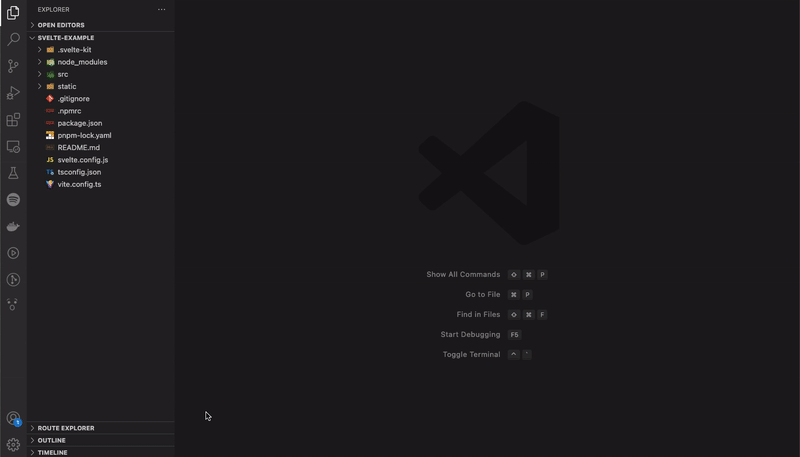 EXPLORER
OPEN EDITORS
SVELTE-EXAMPLE
.svelte-kit
node_modules
src
static
.gitignore
.npmrc
package.json
pnpm-lock.yaml
README.md
JS svelte.config.js
tsconfig.json
vite.config.ts
Show All Commands ⇧ ⌘ P
Go to File ⌘ P
Find in Files ⇧ ⌘ F
Start Debugging F5
Toggle Terminal ^ `
1
ROUTE EXPLORER
OUTLINE
TIMELINE